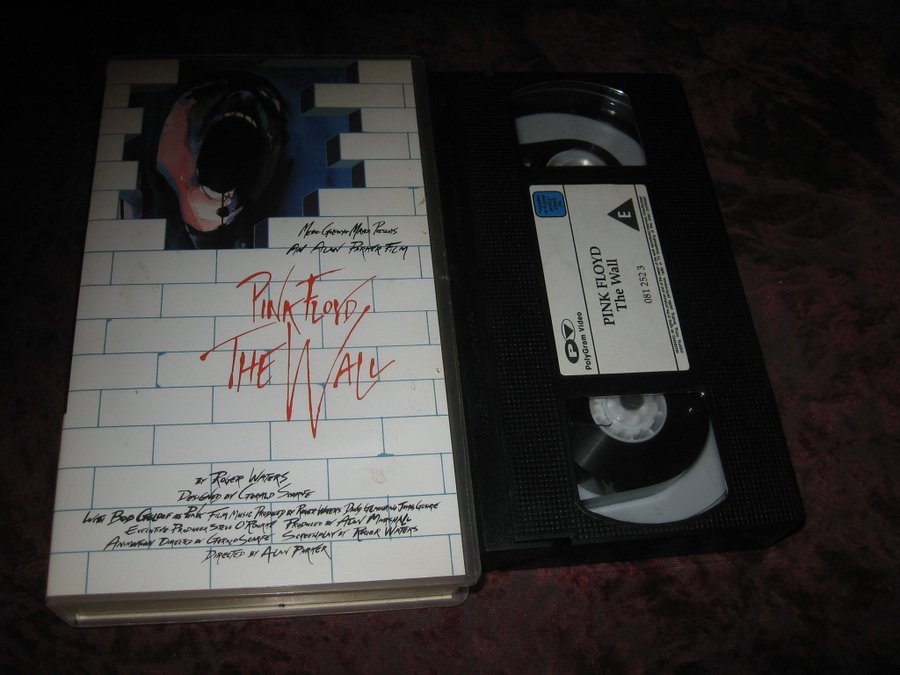 Metro Goldwyn Mayer Presents
An Alan Parker Film
Pink Floyd
The Wall
By Roger Waters
Designed by Gerald Scarfe
With Bob Geldof as Pink Film Music Produced by Roger Waters David Gilmour and James Guthrie
Executive Producer Steve O'Rourke Produced by Alan Marshall
Animation Directed by Gerald Scarfe Screenplay by Roger Waters
Directed by Alan Parker
PINK FLOYD
The Wall
E
081 252 3
PV
PolyGram Video